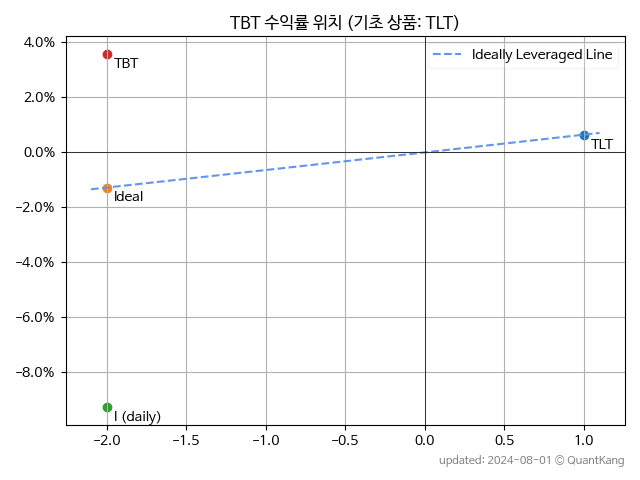 TBT 수익률 위치 (기초 상품: TLT)
4.0%
2.0%
0.0%
−2.0%
−4.0%
−6.0%
−8.0%
Ideally Leveraged Line
TBT
TLT
Ideal
I (daily)
−2.0 −1.5 −1.0 −0.5 0.0 0.5 1.0
updated: 2024-08-01 © QuantKang